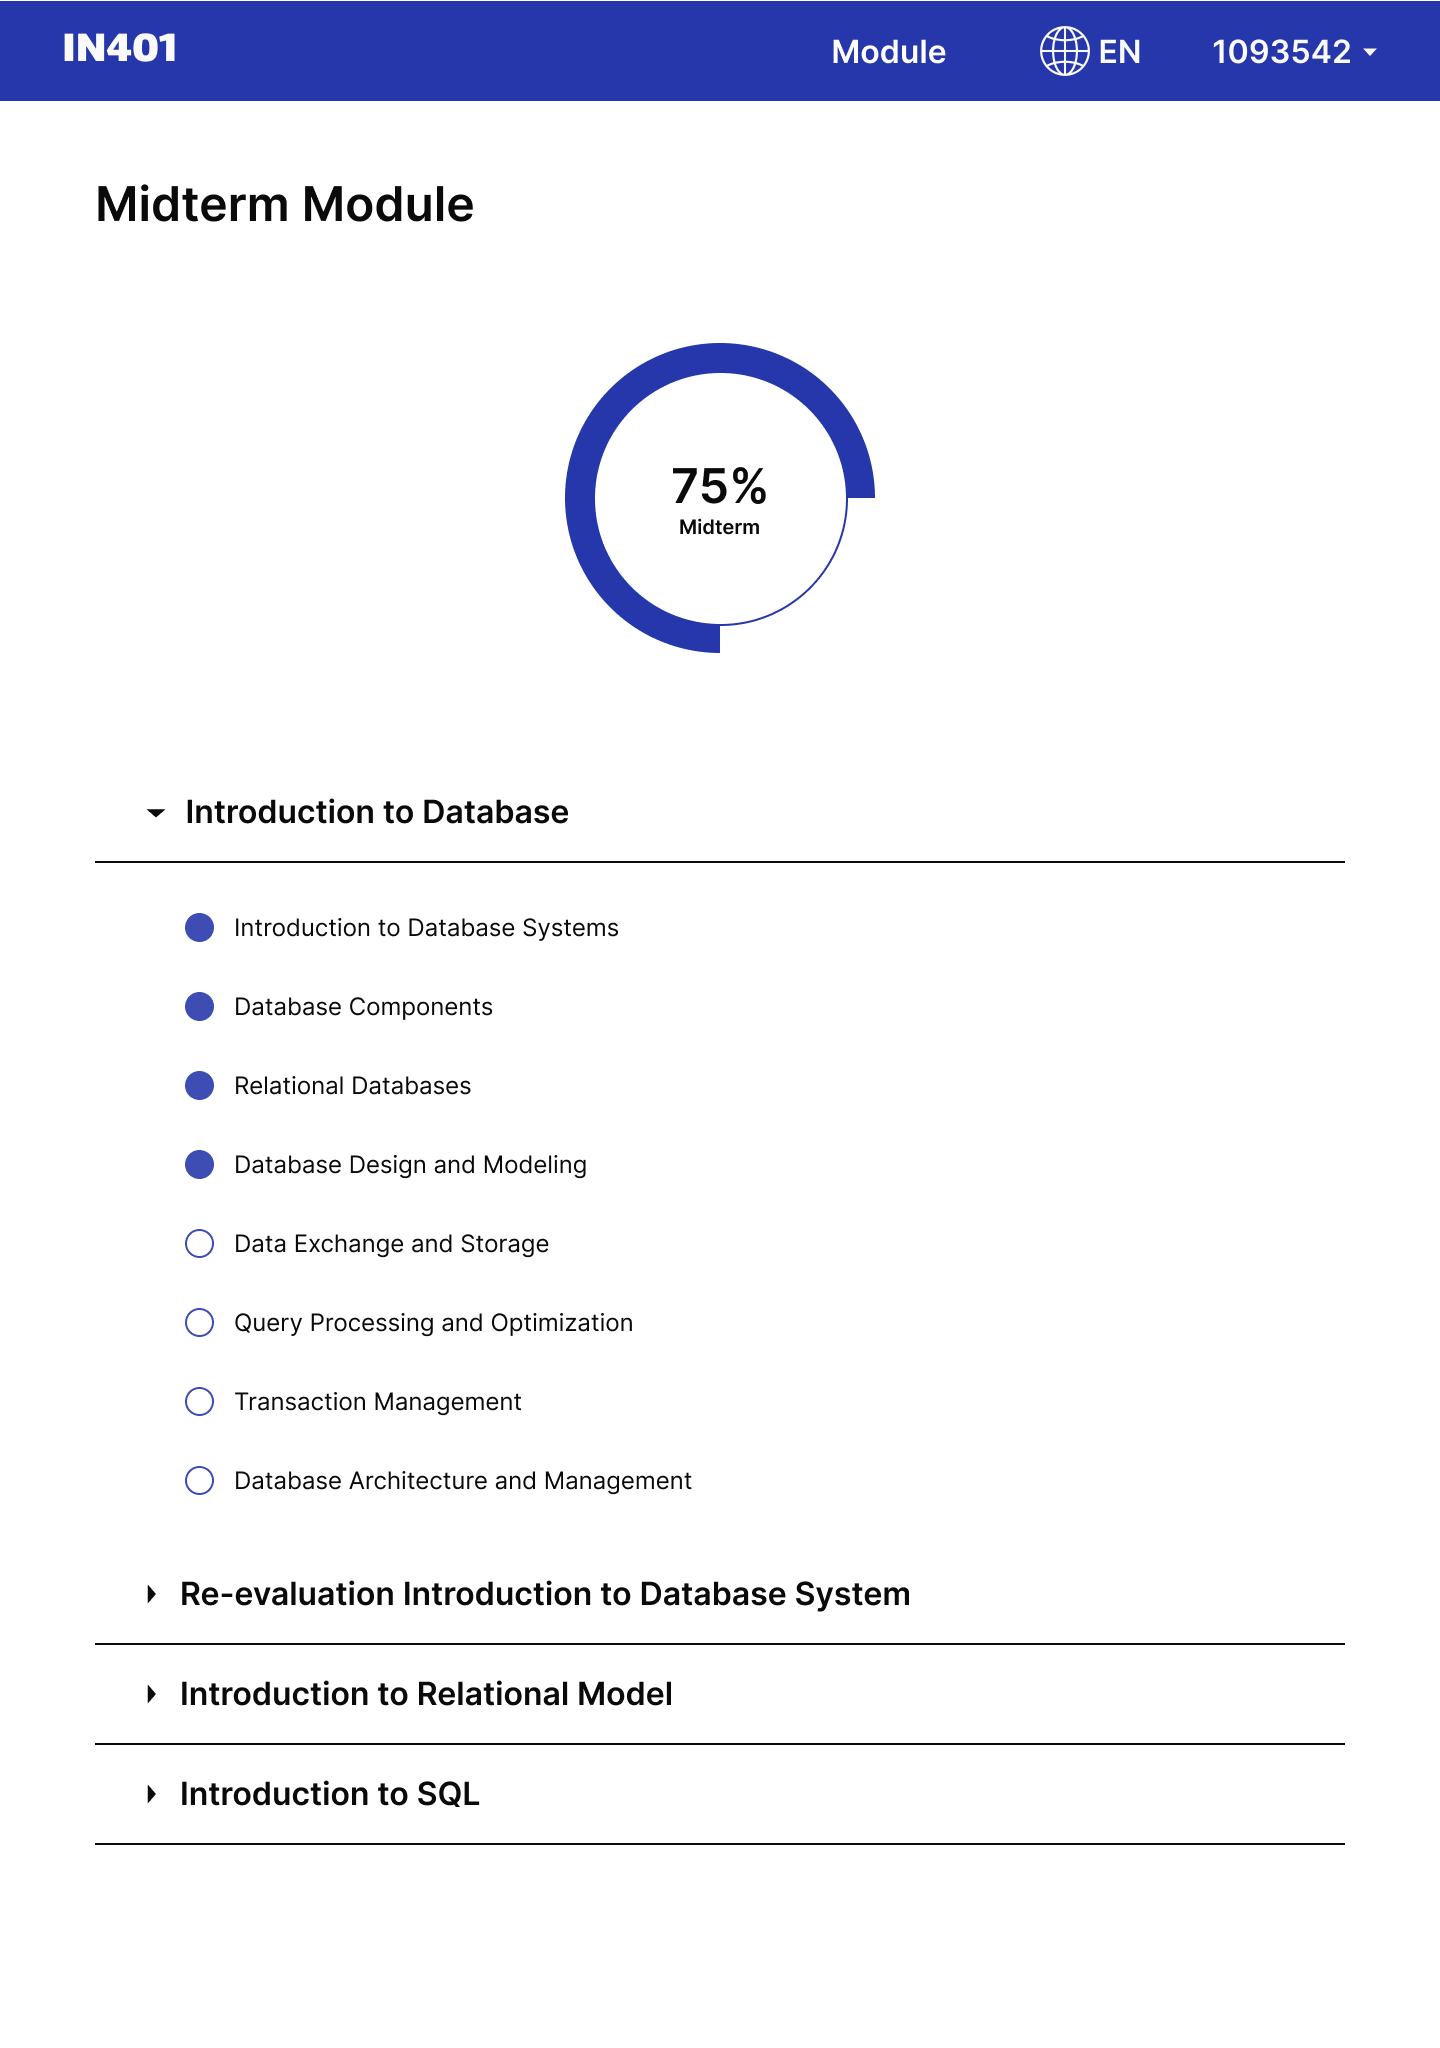 IN401
Module
EN
1093542
Midterm Module
75%
Midterm
Introduction to Database
Introduction to Database Systems
Database Components
Relational Databases
Database Design and Modeling
Data Exchange and Storage
Query Processing and Optimization
Transaction Management
Database Architecture and Management
Re-evaluation Introduction to Database System
Introduction to Relational Model
Introduction to SQL